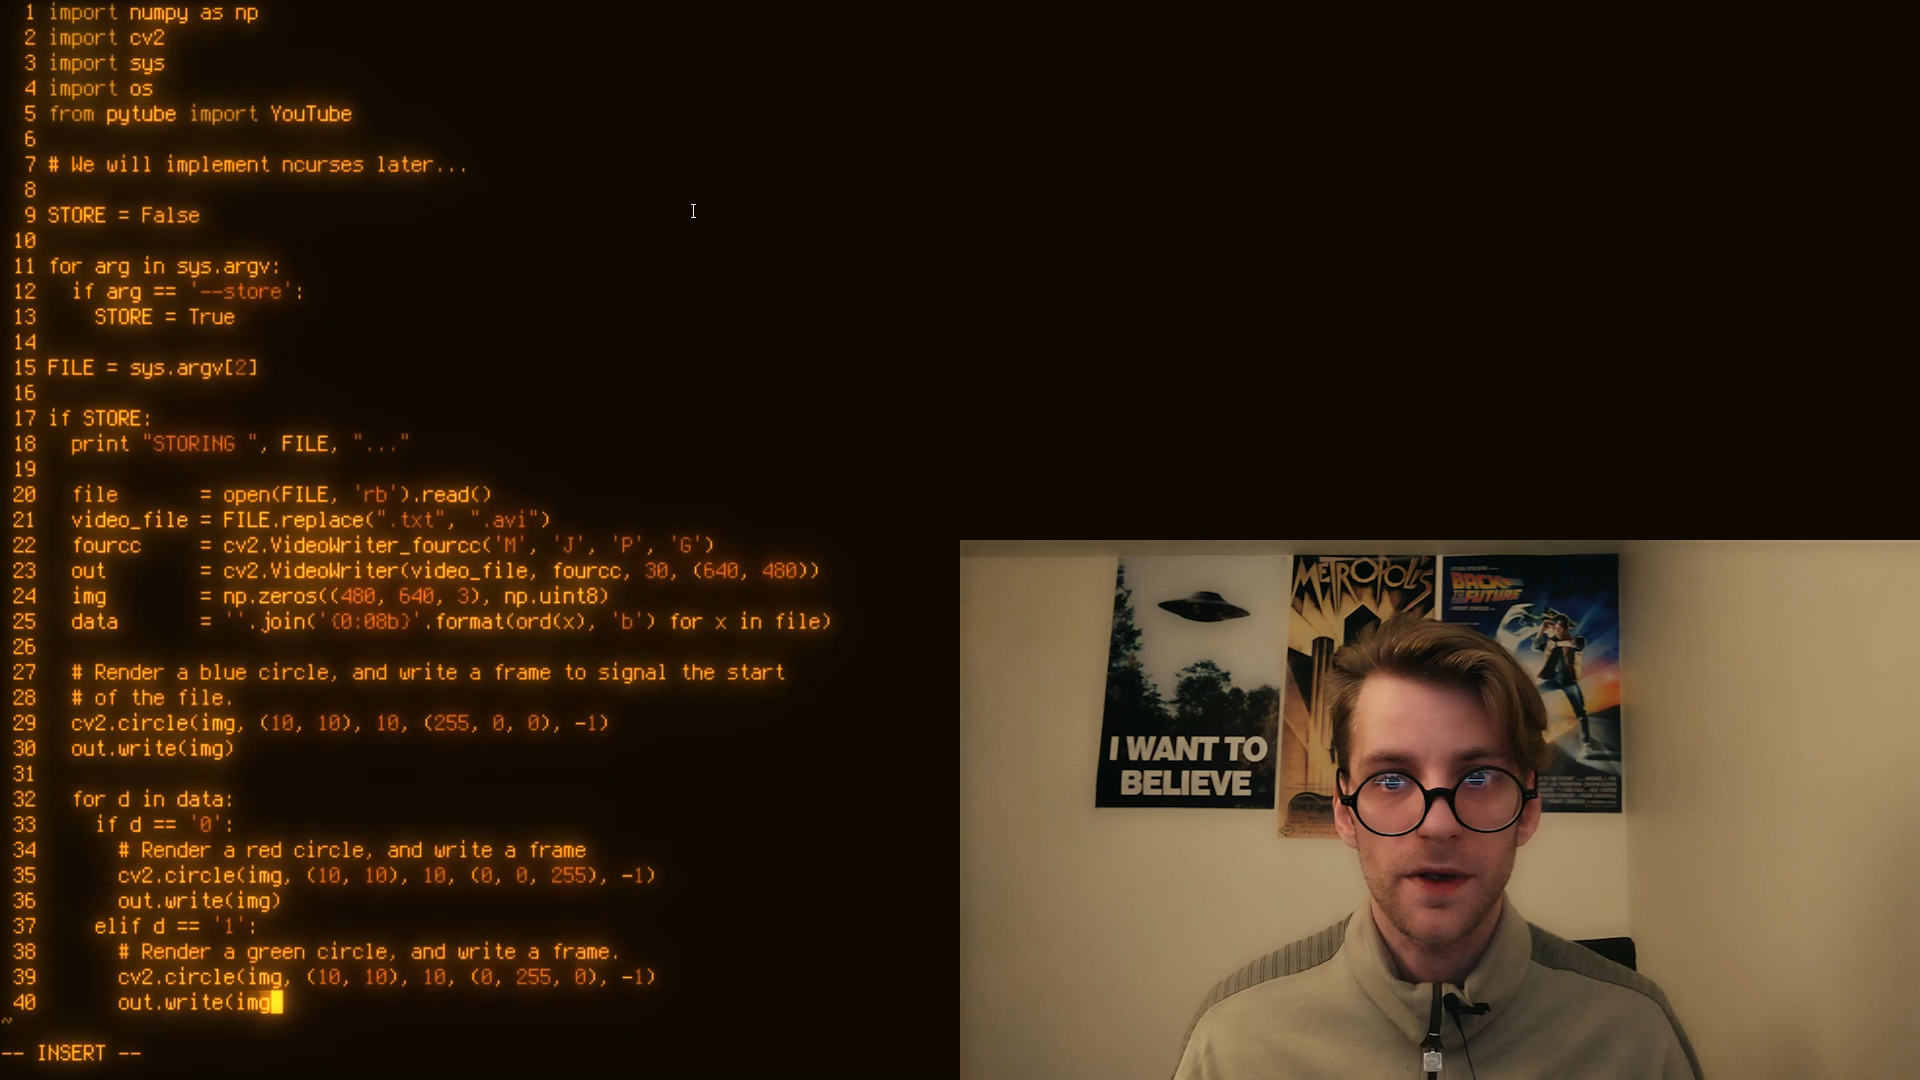 1 import numpy as np
2 import cv2
3 import sys
4 import os
5 from pytube import YouTube
6
7 # We will implement ncurses later...
8
9 STORE = False
10
11 for arg in sys.argv:
12   if arg == '--store':
13     STORE = True
14
15 FILE = sys.argv[2]
16
17 if STORE:
18   print "STORING ", FILE, "..."
19
20   file       = open(FILE, 'rb').read()
21   video_file = FILE.replace(".txt", ".avi")
22   fourcc     = cv2.VideoWriter_fourcc('M', 'J', 'P', 'G')
23   out        = cv2.VideoWriter(video_file, fourcc, 30, (640, 480))
24   img        = np.zeros((480, 640, 3), np.uint8)
25   data       = ''.join('{0:08b}'.format(ord(x), 'b') for x in file)
26
27   # Render a blue circle, and write a frame to signal the start
28   # of the file.
29   cv2.circle(img, (10, 10), 10, (255, 0, 0), -1)
30   out.write(img)
31
32   for d in data:
33     if d == '0':
34       # Render a red circle, and write a frame
35       cv2.circle(img, (10, 10), 10, (0, 0, 255), -1)
36       out.write(img)
37     elif d == '1':
38       # Render a green circle, and write a frame.
39       cv2.circle(img, (10, 10), 10, (0, 255, 0), -1)
40       out.write(img
~
-- INSERT --
METROPOLIS
BACK
TO THE
FUTURE
I WANT TO
BELIEVE